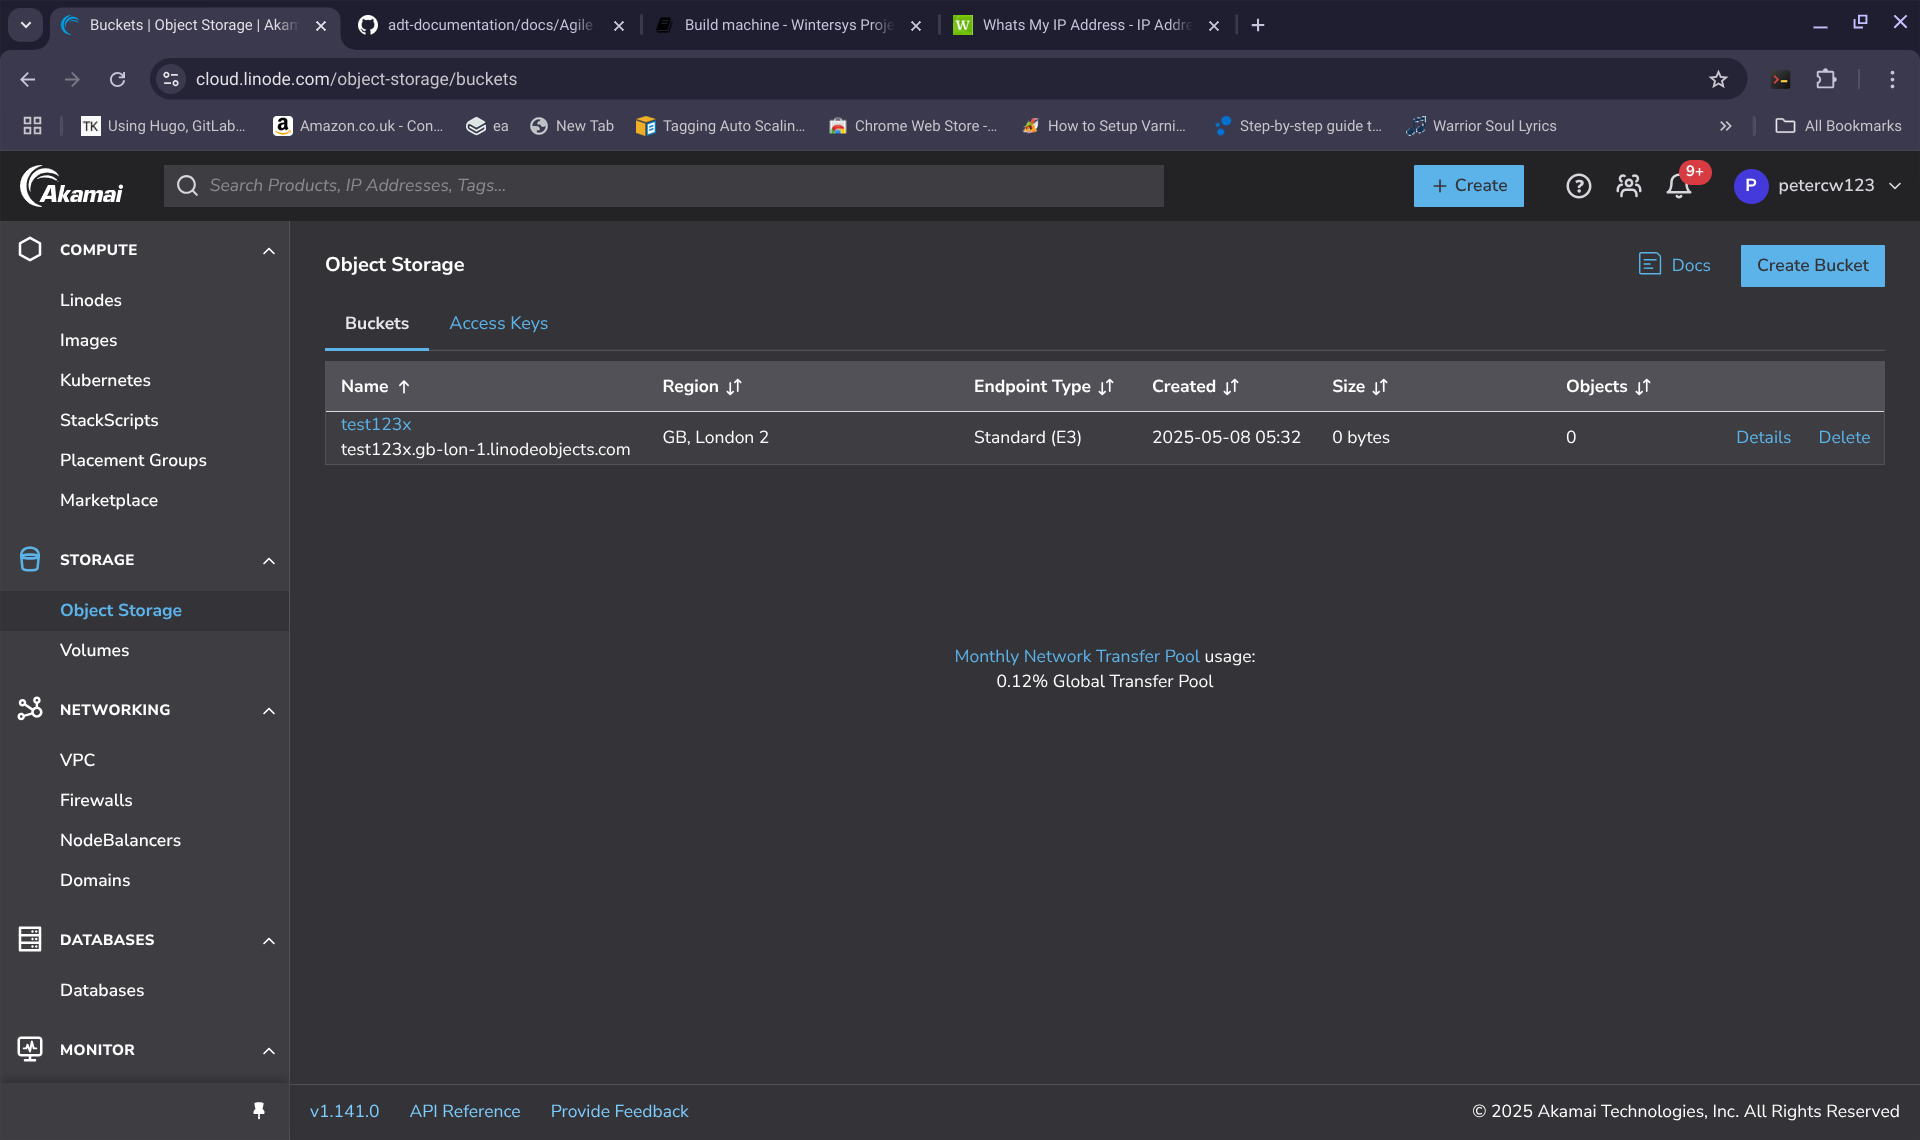 Buckets | Object Storage | Akam
adt-documentation/docs/Agile
Build machine - Wintersys Proje
W
Whats My IP Address - IP Addre
cloud.linode.com/object-storage/buckets
TK Using Hugo, GitLab...
a Amazon.co.uk - Con...
ea
New Tab
Tagging Auto Scalin...
Chrome Web Store -...
How to Setup Varni...
Step-by-step guide t...
Warrior Soul Lyrics
All Bookmarks
Akamai
Search Products, IP Addresses, Tags...
+ Create
?
9+
P petercw123
COMPUTE
Linodes
Images
Kubernetes
StackScripts
Placement Groups
Marketplace
STORAGE
Object Storage
Volumes
NETWORKING
VPC
Firewalls
NodeBalancers
Domains
DATABASES
Databases
MONITOR
Object Storage
Docs
Create Bucket
Buckets Access Keys
Name Region Endpoint Type Created Size Objects
test123x
test123x.gb-lon-1.linodeobjects.com
GB, London 2 Standard (E3) 2025-05-08 05:32 0 bytes 0 Details Delete
Monthly Network Transfer Pool usage:
0.12% Global Transfer Pool
v1.141.0 API Reference Provide Feedback
© 2025 Akamai Technologies, Inc. All Rights Reserved